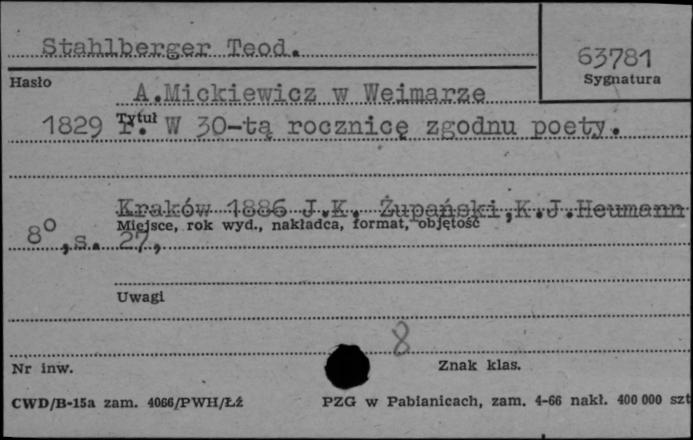 Stahlberger Teod.
63781
Hasło
Sygnatura
A.Mickiewicz w Weimarze
Tytuł
1829 r. W 30-tą rocznicę zgodnu poety.
Kraków 1886 J.K. Żupański,K.J.Heumann
Miejsce, rok wyd., nakładca, format, objętość
8⁰,s. 27,
Uwagi
8
Nr inw.
Znak klas.
CWD/B-15a zam. 4066/PWH/Łź
PZG w Pabianicach, zam. 4-66 nakł. 400 000 szt